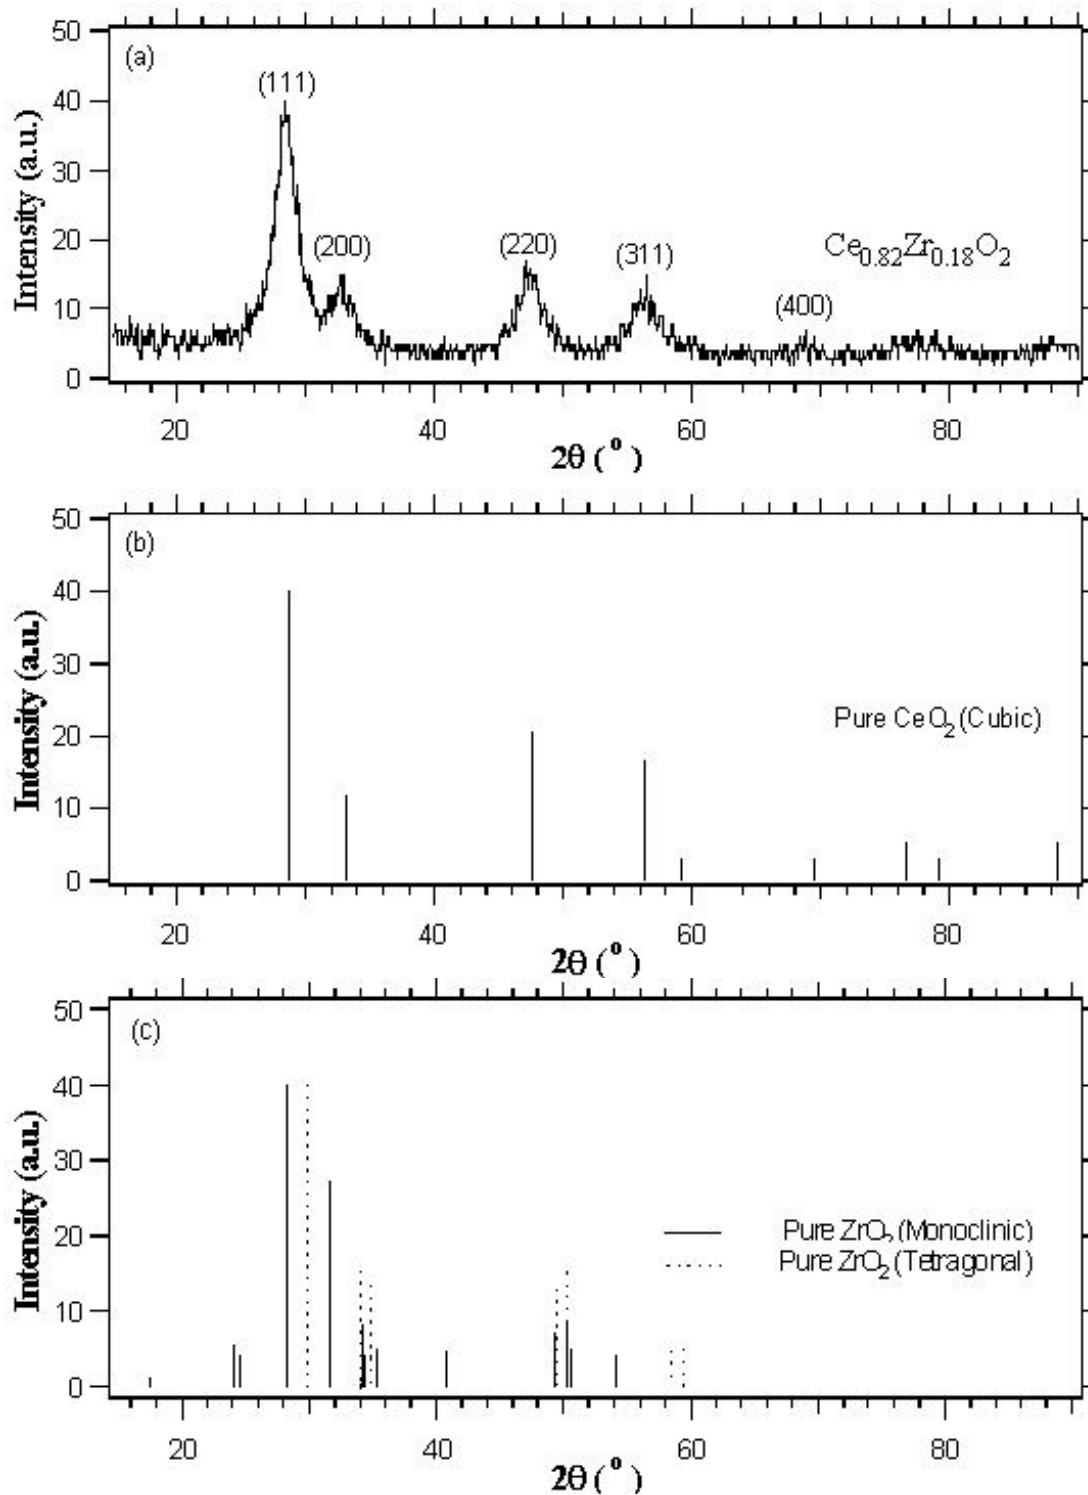 50
(a)
(111)
40
30
20
(200)
(220)
(311)
Ce0.82Zr0.18O2
10
(400)
0
Intensity (a.u.)
20
40
60
80
2θ ( ° )
50
(b)
40
30
20
Pure CeO2 (Cubic)
10
0
Intensity (a.u.)
20
40
60
80
2θ ( ° )
50
(c)
40
30
20
Pure ZrO2 (Monoclinic)
Pure ZrO2 (Tetragonal)
10
0
Intensity (a.u.)
20
40
60
80
2θ ( ° )